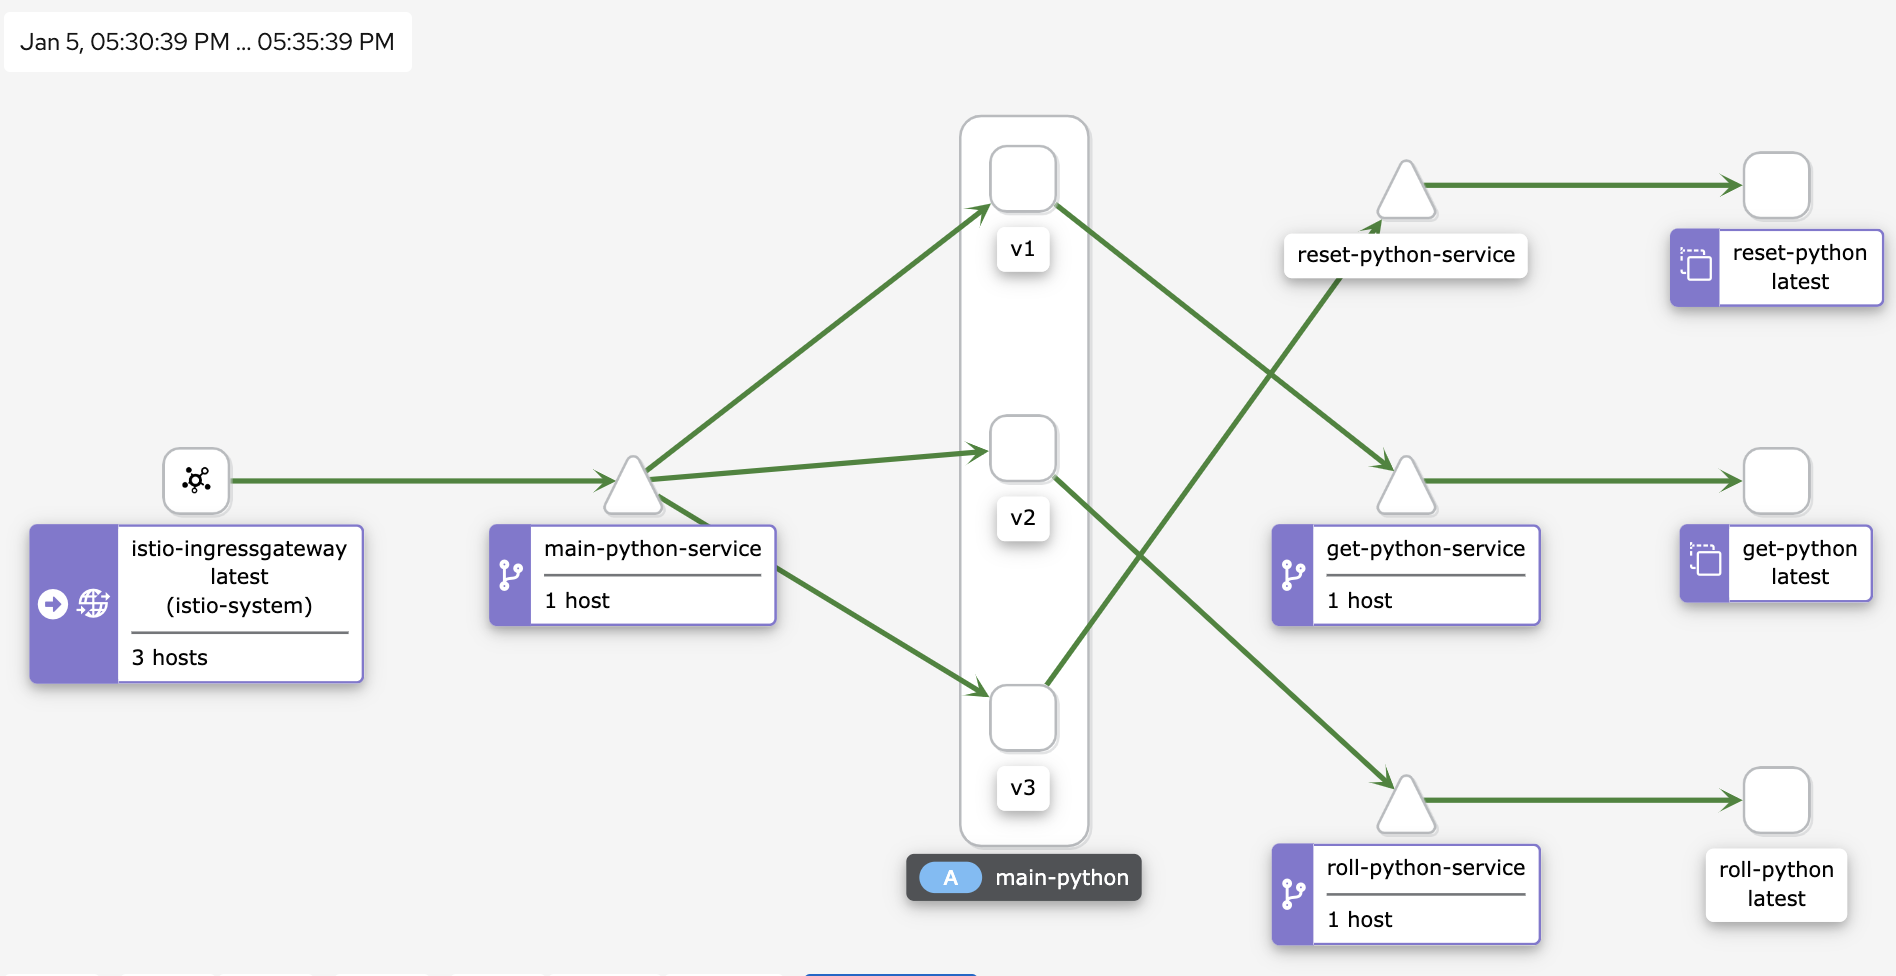 Jan 5, 05:30:39 PM ... 05:35:39 PM
istio-ingressgateway
latest
(istio-system)
3 hosts
main-python-service
1 host
v1
v2
v3
A main-python
reset-python-service
reset-python
latest
get-python-service
1 host
get-python
latest
roll-python-service
1 host
roll-python
latest